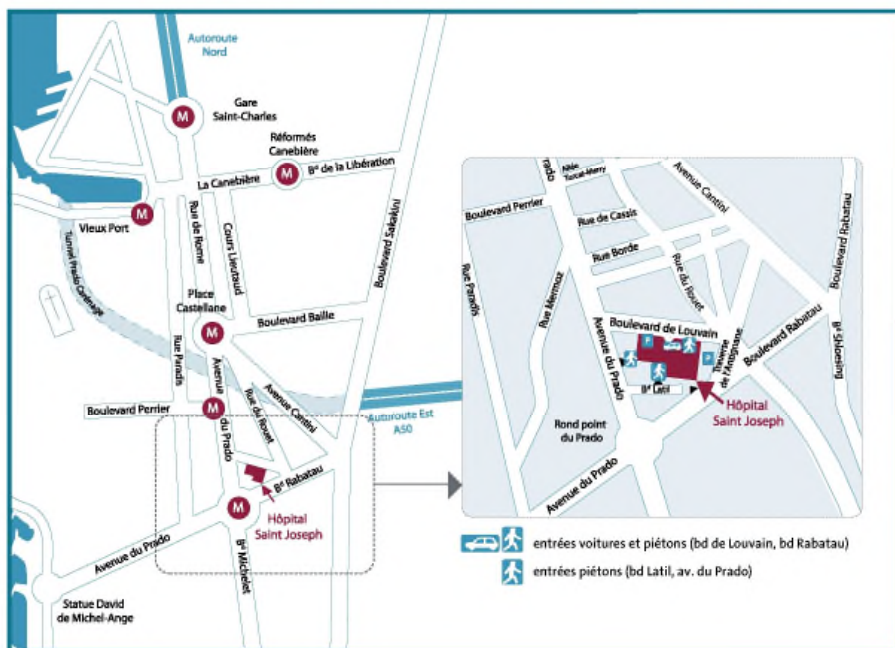 Autoroute
Nord
Gare
Saint-Charles
M
Réformés
Canebière
M
Bd de la Libération
La Canebière
M
Vieux Port
Rue de Rome
Cours Lieutaud
Boulevard Sakakini
Tunnel Prado Carénage
Place
Castellane
M
Boulevard Baille
Rue Paradis
Avenue
du Prado
Rue du Rouet
Avenue Cantini
Boulevard Perrier
M
Autoroute Est
A50
Bd Rabatau
M
Hôpital
Saint Joseph
Avenue du Prado
Bd Michelet
Statue David
de Michel-Ange
Prado
Allée
Turcat-Mery
Avenue Cantini
Boulevard Perrier
Rue de Cassis
Rue Borde
Rue du Rouet
Boulevard Rabatau
Rue Paradis
Rue Mermoz
Avenue du Prado
Boulevard de Louvain
P
P
Traverse
de l'Antignane
Boulevard Rabatau
Bd Shloesing
Bd Latil
Hôpital
Saint Joseph
Rond point
du Prado
Avenue du Prado
entrées voitures et piétons (bd de Louvain, bd Rabatau)
entrées piétons (bd Latil, av. du Prado)